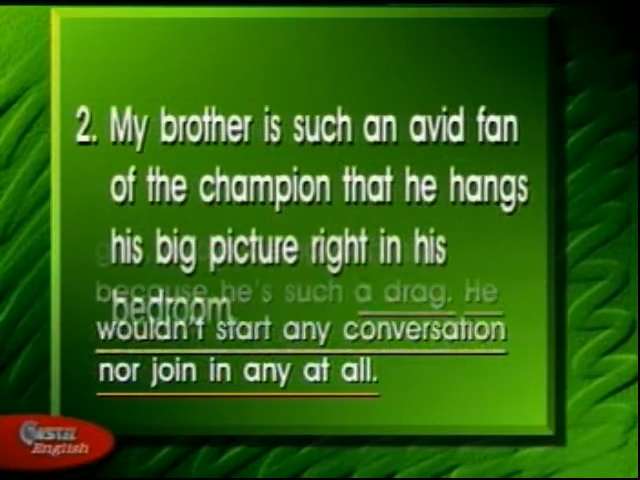 2. My brother is such an avid fan
of the champion that he hangs
his big picture right in his
because he's such a drag. He
bedroom.
wouldn't start any conversation
nor join in any at all.
English